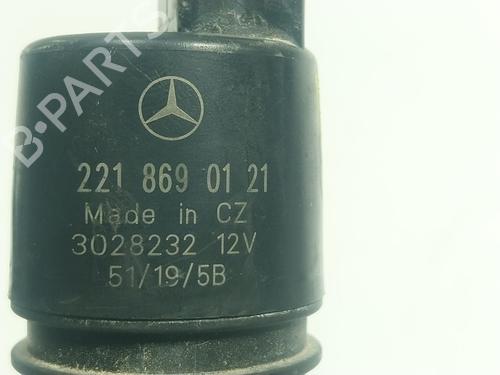 B-PARTS
221 869 01 21
Made in CZ
3028232 12V
51/19/5B